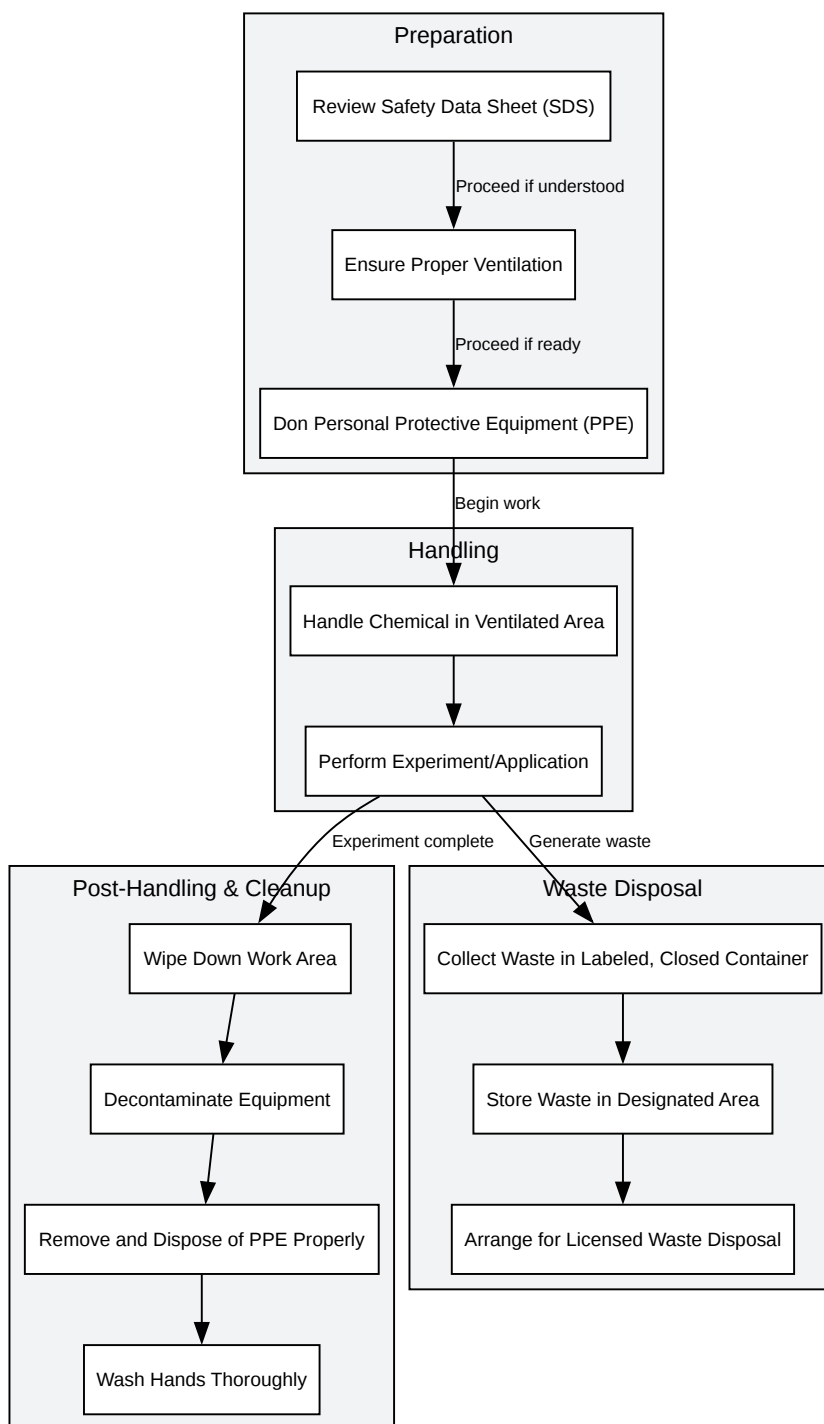 Preparation
Review Safety Data Sheet (SDS)
Proceed if understood
Ensure Proper Ventilation
Proceed if ready
Don Personal Protective Equipment (PPE)
Begin work
Handling
Handle Chemical in Ventilated Area
Perform Experiment/Application
Experiment complete
Generate waste
Post-Handling & Cleanup
Wipe Down Work Area
Decontaminate Equipment
Remove and Dispose of PPE Properly
Wash Hands Thoroughly
Waste Disposal
Collect Waste in Labeled, Closed Container
Store Waste in Designated Area
Arrange for Licensed Waste Disposal